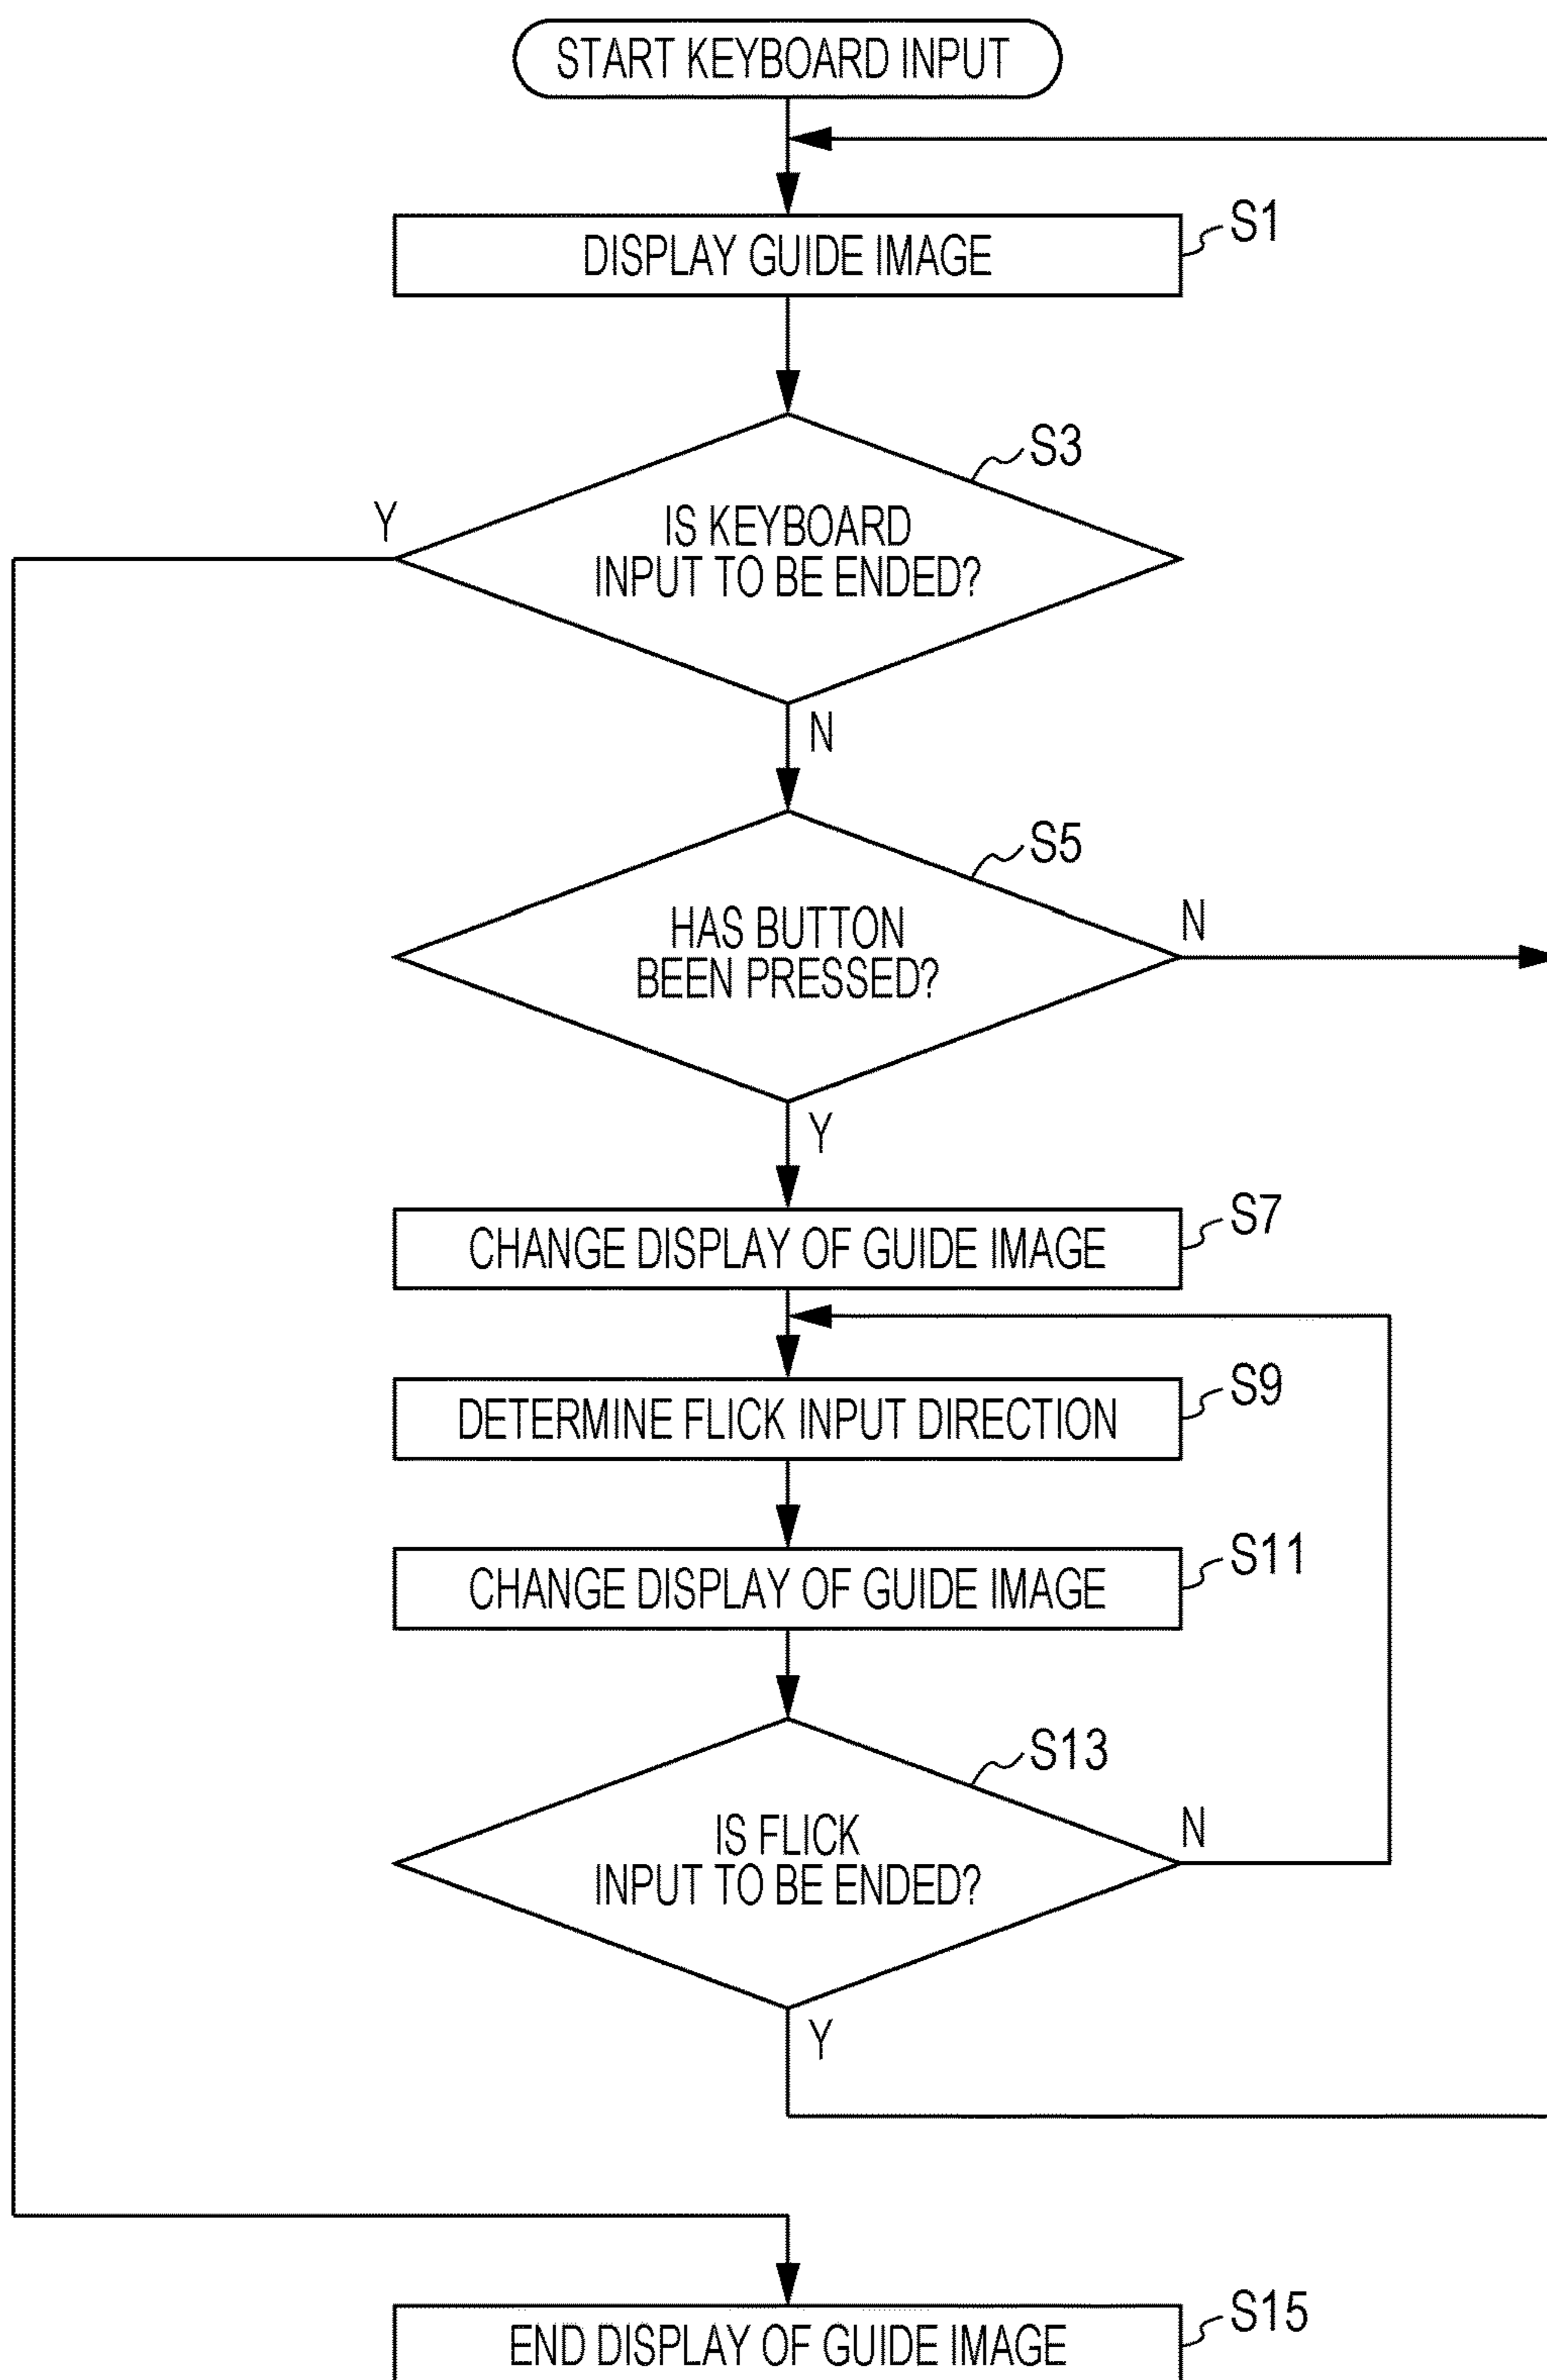 START KEYBOARD INPUT
S1
DISPLAY GUIDE IMAGE
S3
Y
IS KEYBOARD
INPUT TO BE ENDED?
N
S5
HAS BUTTON
BEEN PRESSED?
N
Y
S7
CHANGE DISPLAY OF GUIDE IMAGE
S9
DETERMINE FLICK INPUT DIRECTION
S11
CHANGE DISPLAY OF GUIDE IMAGE
S13
IS FLICK
INPUT TO BE ENDED?
N
Y
S15
END DISPLAY OF GUIDE IMAGE